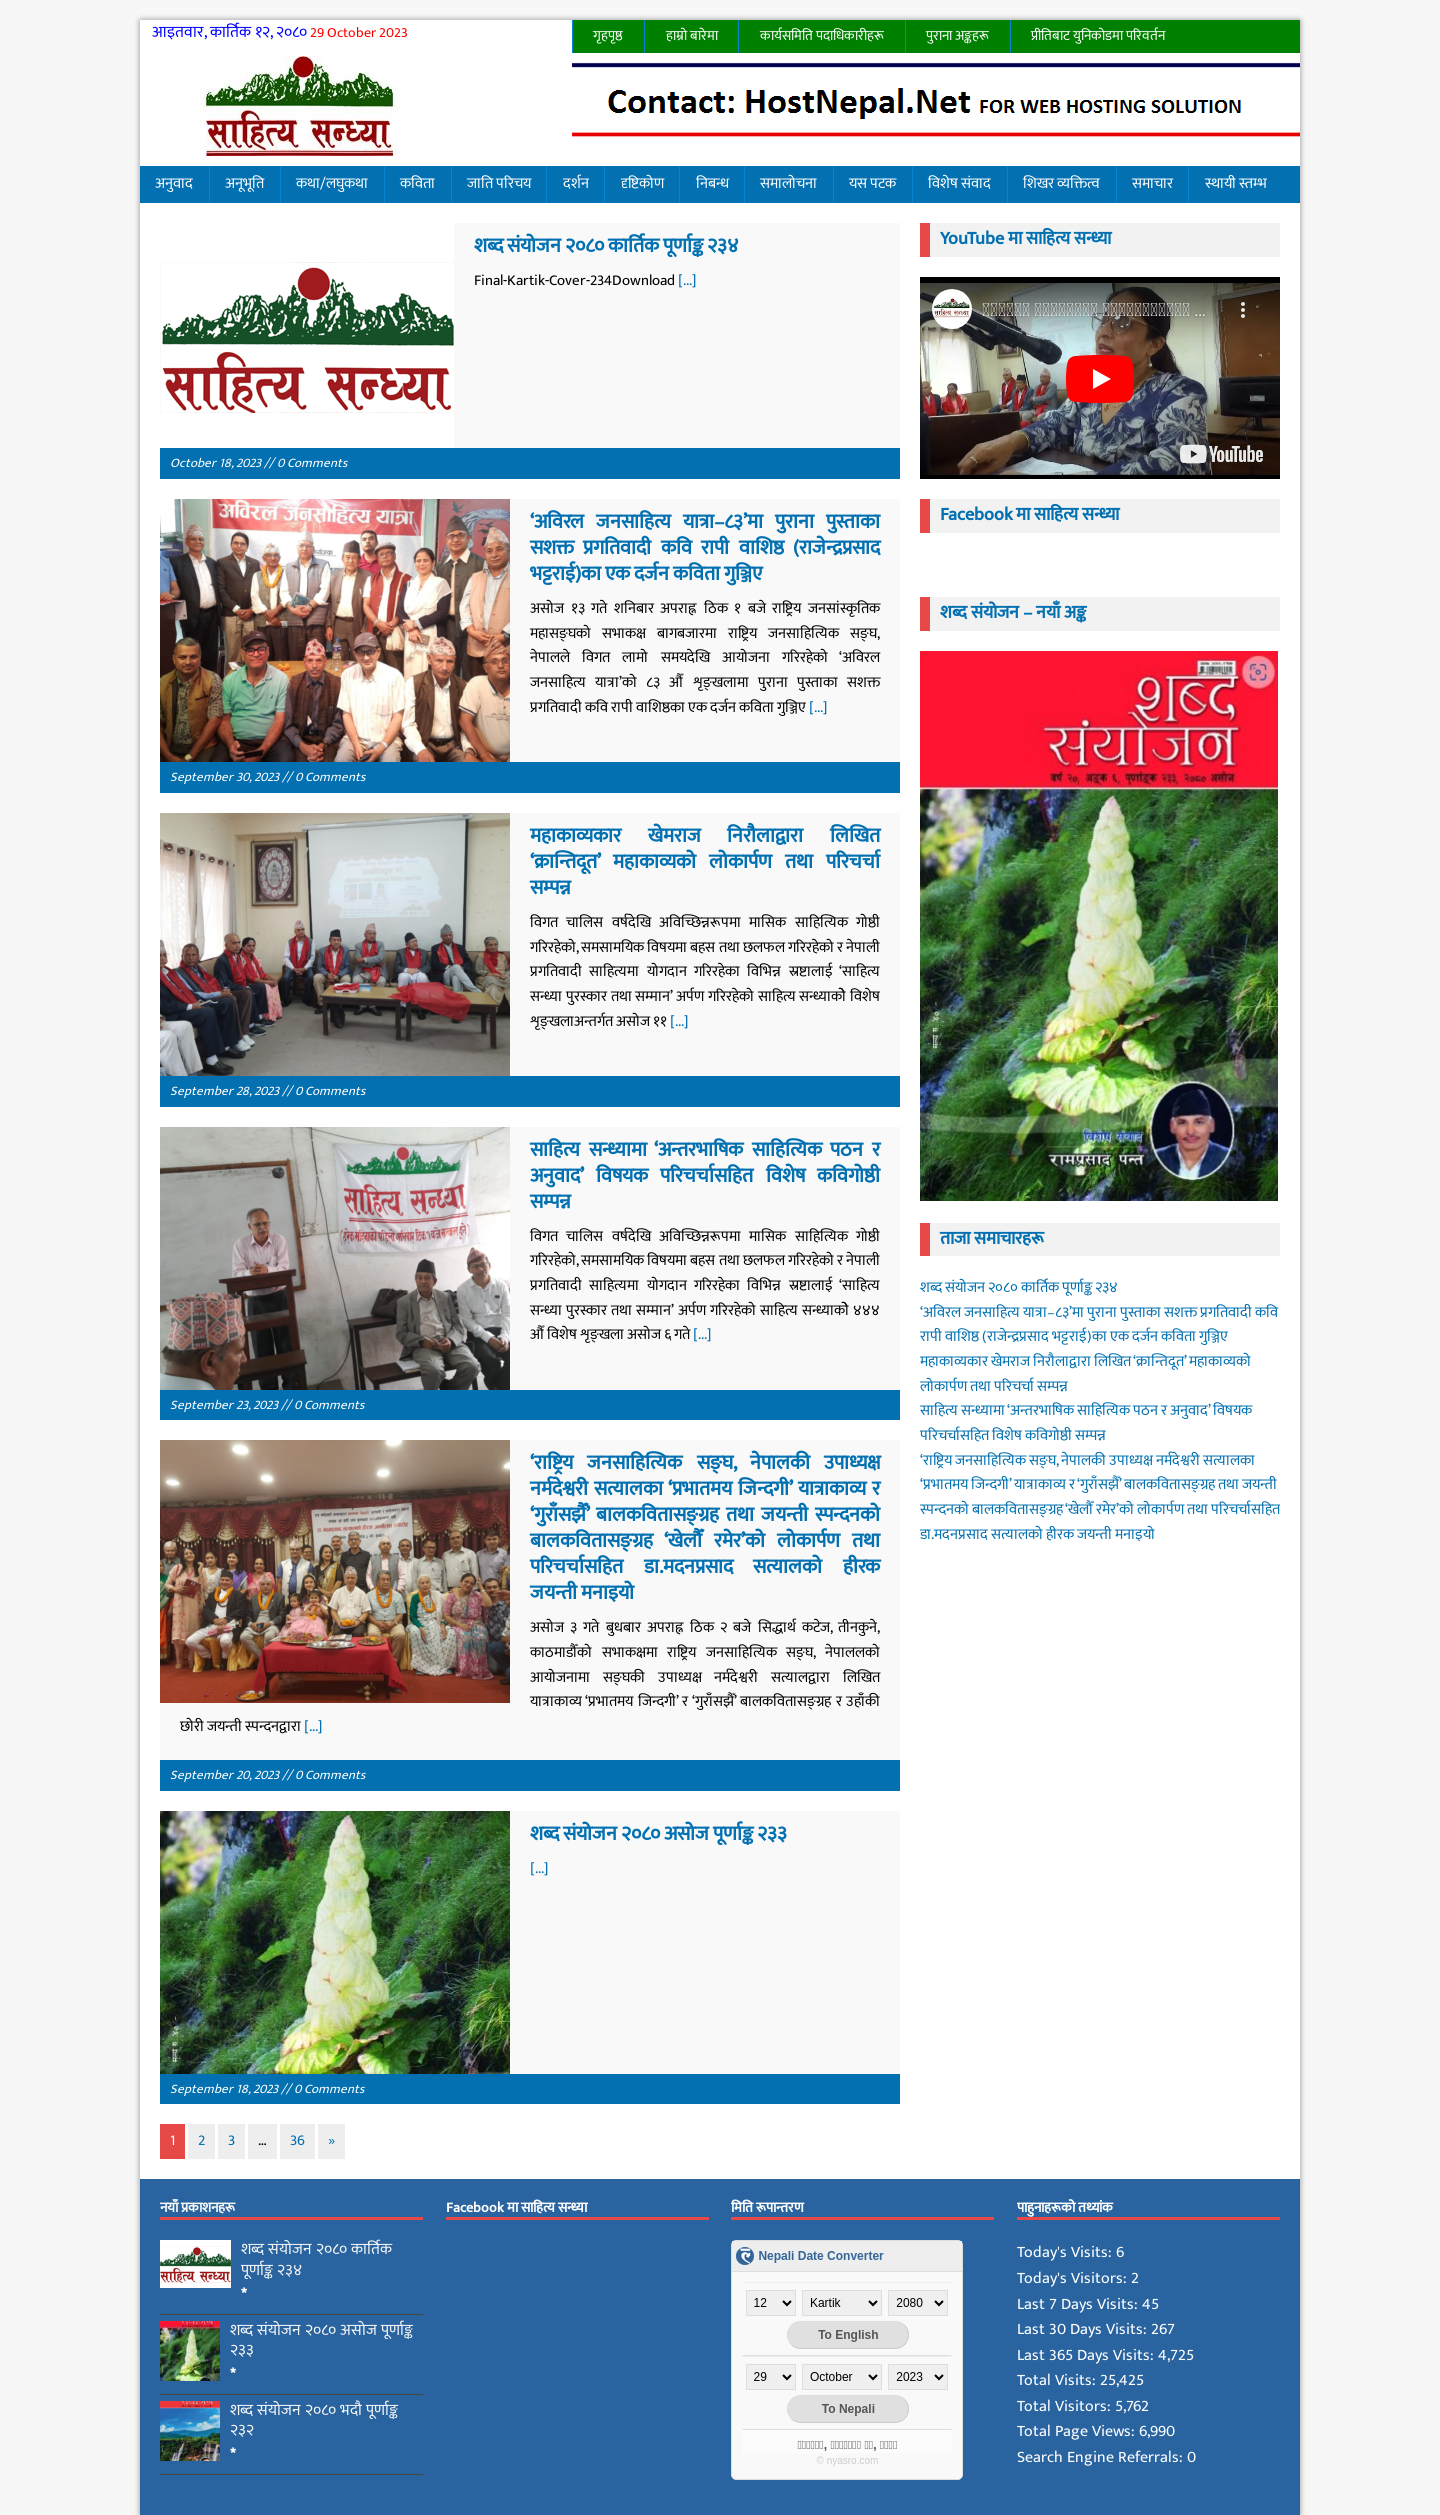 आइतवार, कार्तिक १२, २०८० 29 October 2023
गृहपृष्ठ हाम्रो बारेमा कार्यसमिति पदाधिकारीहरू पुराना अङ्कहरू प्रीतिबाट युनिकोडमा परिवर्तन
साहित्य सन्ध्या
Contact: HostNepal.Net FOR WEB HOSTING SOLUTION
अनुवाद अनूभूति कथा/लघुकथा कविता जाति परिचय दर्शन दृष्टिकोण निबन्ध समालोचना यस पटक विशेष संवाद शिखर व्यक्तित्व समाचार स्थायी स्तम्भ
साहित्य सन्ध्या
शब्द संयोजन २०८० कार्तिक पूर्णाङ्क २३४
Final-Kartik-Cover-234Download [...]
October 18, 2023 // 0 Comments
अविरल जनसाहित्य यात्रा
‘अविरल जनसाहित्य यात्रा–८३’मा पुराना पुस्ताका
सशक्त प्रगतिवादी कवि रापी वाशिष्ठ (राजेन्द्रप्रसाद
भट्टराई)का एक दर्जन कविता गुञ्जिए
असोज १३ गते शनिबार अपराह्न ठिक १ बजे राष्ट्रिय जनसांस्कृतिक
महासङ्घको सभाकक्ष बागबजारमा राष्ट्रिय जनसाहित्यिक सङ्घ,
नेपालले विगत लामो समयदेखि आयोजना गरिरहेको ‘अविरल
जनसाहित्य यात्रा’को ८३ औँ शृङ्खलामा पुराना पुस्ताका सशक्त
प्रगतिवादी कवि रापी वाशिष्ठका एक दर्जन कविता गुञ्जिए [...]
September 30, 2023 // 0 Comments
महाकाव्यकार खेमराज निरौलाद्वारा लिखित
‘क्रान्तिदूत’ महाकाव्यको लोकार्पण तथा परिचर्चा
सम्पन्न
विगत चालिस वर्षदेखि अविच्छिन्नरूपमा मासिक साहित्यिक गोष्ठी
गरिरहेको, समसामयिक विषयमा बहस तथा छलफल गरिरहेको र नेपाली
प्रगतिवादी साहित्यमा योगदान गरिरहेका विभिन्न स्रष्टालाई ‘साहित्य
सन्ध्या पुरस्कार तथा सम्मान’ अर्पण गरिरहेको साहित्य सन्ध्याको विशेष
शृङ्खलाअन्तर्गत असोज ११ [...]
September 28, 2023 // 0 Comments
साहित्य सन्ध्या
साहित्य सन्ध्यामा ‘अन्तरभाषिक साहित्यिक पठन र
अनुवाद’ विषयक परिचर्चासहित विशेष कविगोष्ठी
सम्पन्न
विगत चालिस वर्षदेखि अविच्छिन्नरूपमा मासिक साहित्यिक गोष्ठी
गरिरहेको, समसामयिक विषयमा बहस तथा छलफल गरिरहेको र नेपाली
प्रगतिवादी साहित्यमा योगदान गरिरहेका विभिन्न स्रष्टालाई ‘साहित्य
सन्ध्या पुरस्कार तथा सम्मान’ अर्पण गरिरहेको साहित्य सन्ध्याको ४४४
औँ विशेष शृङ्खला असोज ६ गते [...]
September 23, 2023 // 0 Comments
‘राष्ट्रिय जनसाहित्यिक सङ्घ, नेपालकी उपाध्यक्ष
नर्मदेश्वरी सत्यालका ‘प्रभातमय जिन्दगी’ यात्राकाव्य र
‘गुराँसझैँ’ बालकवितासङ्ग्रह तथा जयन्ती स्पन्दनको
बालकवितासङ्ग्रह ‘खेलौँ रमेर’को लोकार्पण तथा
परिचर्चासहित डा.मदनप्रसाद सत्यालको हीरक
जयन्ती मनाइयो
असोज ३ गते बुधबार अपराह्न ठिक २ बजे सिद्धार्थ कटेज, तीनकुने,
काठमाडौँको सभाकक्षमा राष्ट्रिय जनसाहित्यिक सङ्घ, नेपाललको
आयोजनामा सङ्घकी उपाध्यक्ष नर्मदेश्वरी सत्यालद्वारा लिखित
यात्राकाव्य ‘प्रभातमय जिन्दगी’ र ‘गुराँसझैँ’ बालकवितासङ्ग्रह र उहाँकी
छोरी जयन्ती स्पन्दनद्वारा [...]
September 20, 2023 // 0 Comments
शब्द संयोजन २०८० असोज पूर्णाङ्क २३३
[...]
September 18, 2023 // 0 Comments
1 2 3 … 36 »
YouTube मा साहित्य सन्ध्या
YouTube
Facebook मा साहित्य सन्ध्या
शब्द संयोजन – नयाँ अङ्क
शब्द
संयोजन
वर्ष २०, अङ्क ६, पूर्णाङ्क २३३, २०८० असोज
विशेष संवाद
रामप्रसाद पन्त
ताजा समाचारहरू
शब्द संयोजन २०८० कार्तिक पूर्णाङ्क २३४
‘अविरल जनसाहित्य यात्रा–८३’मा पुराना पुस्ताका सशक्त प्रगतिवादी कवि
रापी वाशिष्ठ (राजेन्द्रप्रसाद भट्टराई)का एक दर्जन कविता गुञ्जिए
महाकाव्यकार खेमराज निरौलाद्वारा लिखित ‘क्रान्तिदूत’ महाकाव्यको
लोकार्पण तथा परिचर्चा सम्पन्न
साहित्य सन्ध्यामा ‘अन्तरभाषिक साहित्यिक पठन र अनुवाद’ विषयक
परिचर्चासहित विशेष कविगोष्ठी सम्पन्न
‘राष्ट्रिय जनसाहित्यिक सङ्घ, नेपालकी उपाध्यक्ष नर्मदेश्वरी सत्यालका
‘प्रभातमय जिन्दगी’ यात्राकाव्य र ‘गुराँसझैँ’ बालकवितासङ्ग्रह तथा जयन्ती
स्पन्दनको बालकवितासङ्ग्रह ‘खेलौँ रमेर’को लोकार्पण तथा परिचर्चासहित
डा.मदनप्रसाद सत्यालको हीरक जयन्ती मनाइयो
नयाँ प्रकाशनहरू
शब्द संयोजन २०८० कार्तिक
पूर्णाङ्क २३४
*
शब्द संयोजन २०८० असोज पूर्णाङ्क
२३३
*
शब्द संयोजन २०८० भदौ पूर्णाङ्क
२३२
*
Facebook मा साहित्य सन्ध्या
मिति रूपान्तरण
Nepali Date Converter
12 Kartik 2080
To English
29 October 2023
To Nepali
© nyasro.com
पाहुनाहरूको तथ्यांक
Today's Visits: 6
Today's Visitors: 2
Last 7 Days Visits: 45
Last 30 Days Visits: 267
Last 365 Days Visits: 4,725
Total Visits: 25,425
Total Visitors: 5,762
Total Page Views: 6,990
Search Engine Referrals: 0